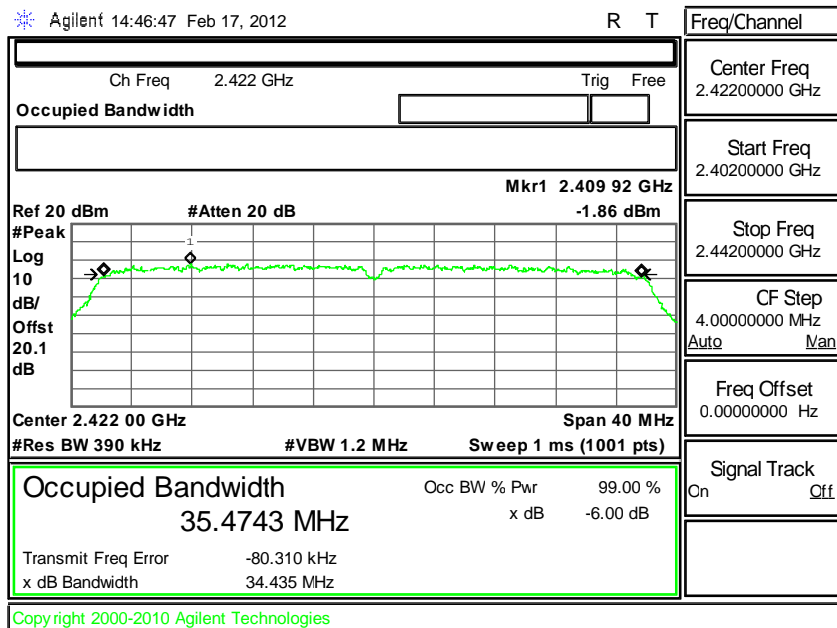 Agilent 14:46:47 Feb 17, 2012 R T
Freq/Channel
Ch Freq 2.422 GHz Trig Free
Occupied Bandwidth
Center Freq
2.42200000 GHz
Start Freq
2.40200000 GHz
Stop Freq
2.44200000 GHz
CF Step
4.00000000 MHz
Auto Man
Freq Offset
0.00000000 Hz
Signal Track
On Off
Mkr1 2.409 92 GHz
Ref 20 dBm #Atten 20 dB -1.86 dBm
#Peak
Log
10
dB/
Offst
20.1
dB
1
Center 2.422 00 GHz Span 40 MHz
#Res BW 390 kHz #VBW 1.2 MHz Sweep 1 ms (1001 pts)
Occupied Bandwidth Occ BW % Pwr 99.00 %
35.4743 MHz x dB -6.00 dB
Transmit Freq Error -80.310 kHz
x dB Bandwidth 34.435 MHz
Copyright 2000-2010 Agilent Technologies